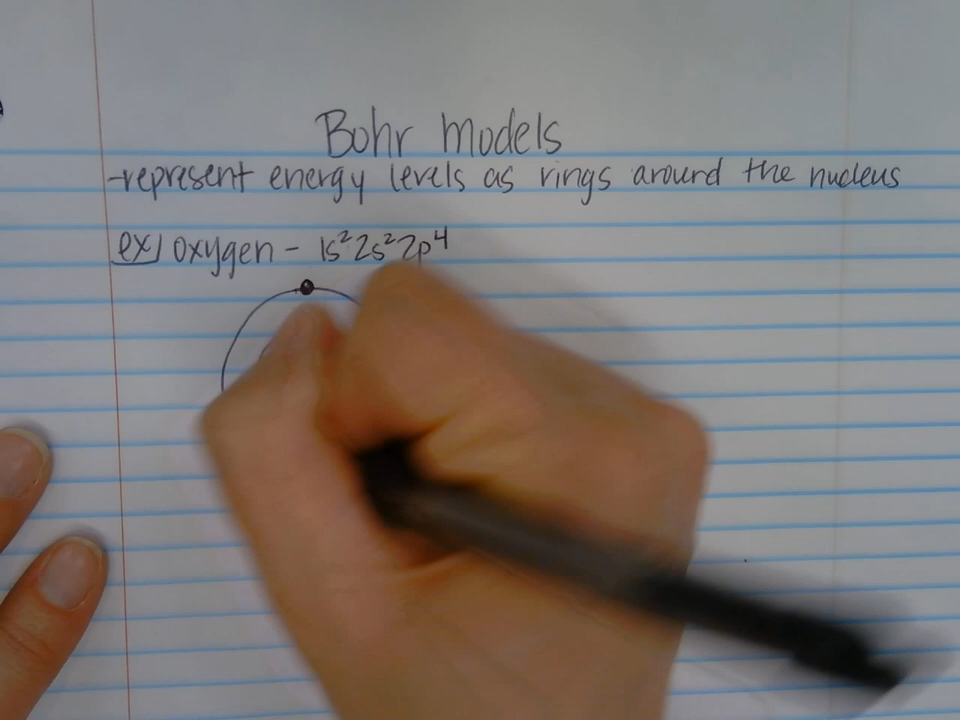 Bohr Models
-represent energy levels as rings around the nucleus
ex) oxygen - 1s²2s²2p⁴